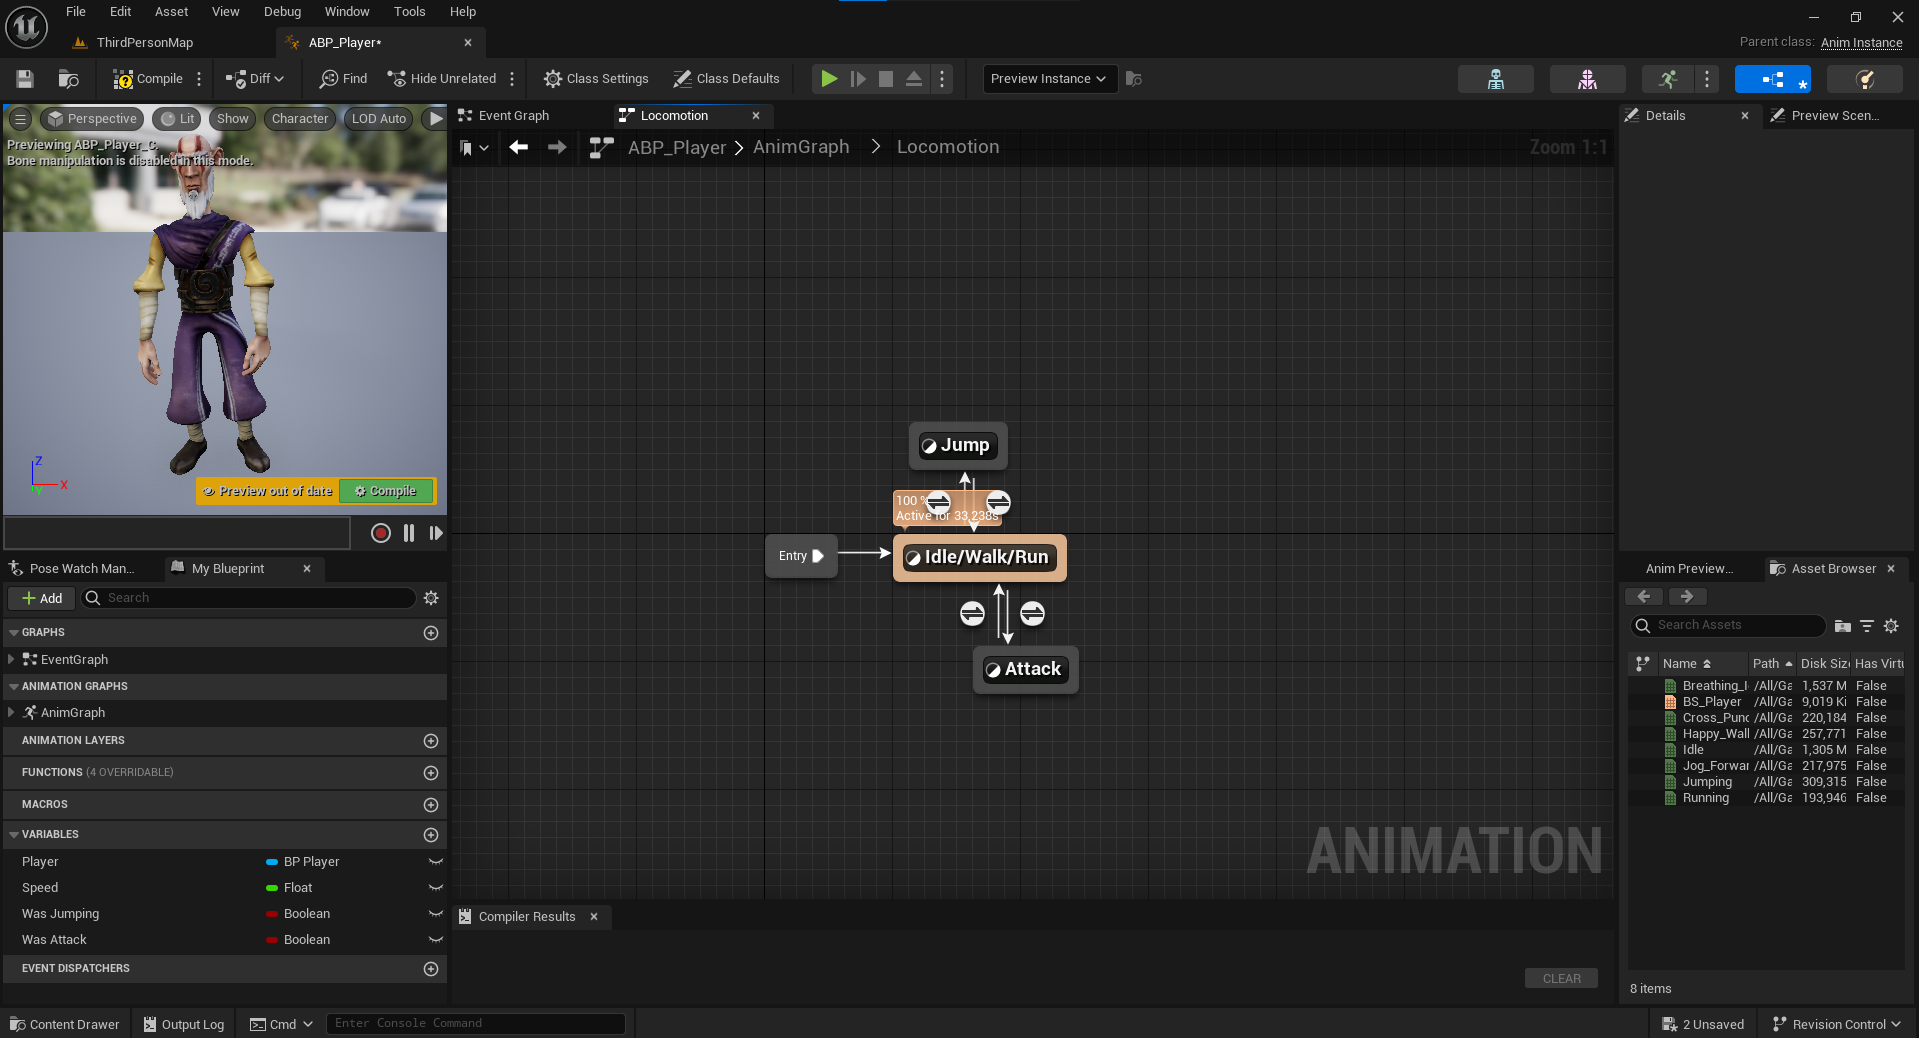 File Edit Asset View Debug Window Tools Help
ThirdPersonMap
ABP_Player*
Parent class: Anim Instance
Compile
Diff
Find
Hide Unrelated
Class Settings
Class Defaults
Preview Instance
Perspective
Lit
Show
Character
LOD Auto
Previewing ABP_Player_C.
Bone manipulation is disabled in this mode.
Z
X
Y
Preview out of date
Compile
Event Graph
Locomotion
ABP_Player > AnimGraph > Locomotion
Zoom 1:1
Jump
100 %
Active for 33,238s
Entry
Idle/Walk/Run
Attack
ANIMATION
Compiler Results
CLEAR
Pose Watch Man...
My Blueprint
Add
Search
GRAPHS
EventGraph
ANIMATION GRAPHS
AnimGraph
ANIMATION LAYERS
FUNCTIONS (4 OVERRIDABLE)
MACROS
VARIABLES
Player BP Player
Speed Float
Was Jumping Boolean
Was Attack Boolean
EVENT DISPATCHERS
Details
Preview Scen...
Anim Preview...
Asset Browser
Search Assets
Name Path Disk Siz Has Virtu
Breathing_I /All/Ga 1,537 M False
BS_Player /All/Ga 9,019 Ki False
Cross_Punc /All/Ga 220,184 False
Happy_Wall /All/Ga 257,771 False
Idle /All/Ga 1,305 M False
Jog_Forwar /All/Ga 217,975 False
Jumping /All/Ga 309,315 False
Running /All/Ga 193,946 False
8 items
Content Drawer
Output Log
Cmd
Enter Console Command
2 Unsaved
Revision Control